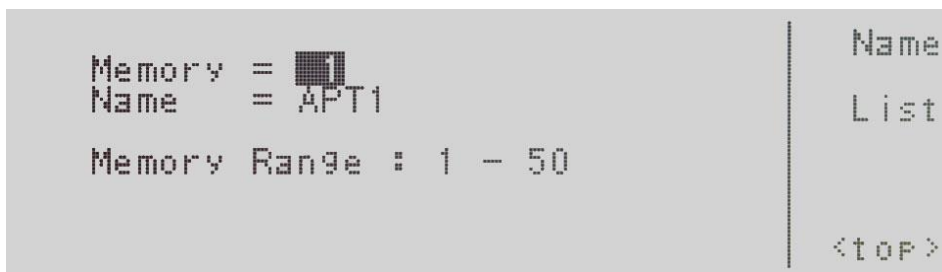 Memory = 1
Name = APT1
Memory Range : 1 - 50
Name
List
<top>